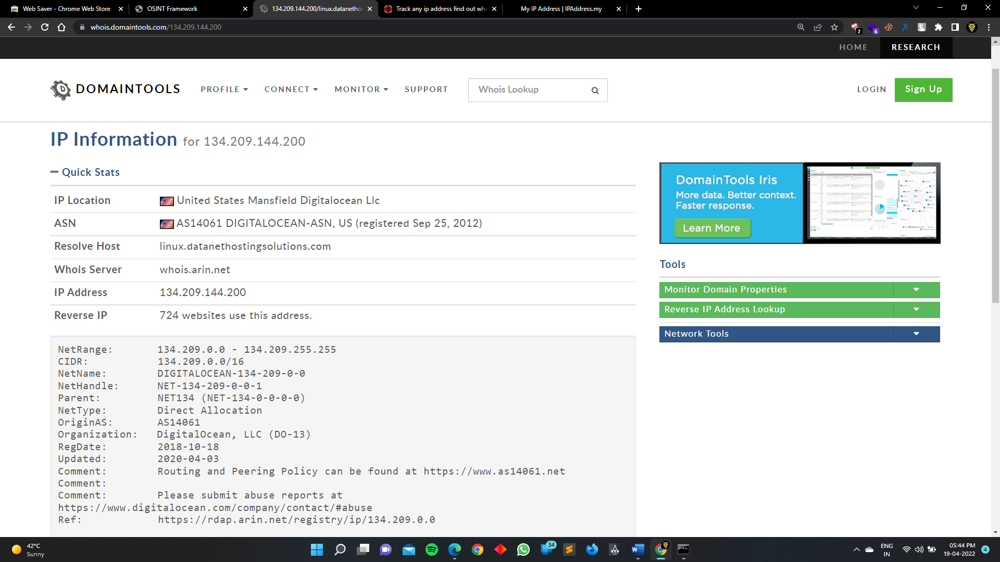 Web Saver - Chrome Web Store
OSINT Framework
134.209.144.200/linux.datanethos
Track any ip address find out whe
My IP Address | IPAddress.my
whois.domaintools.com/134.209.144.200
2
6
HOME
RESEARCH
DOMAINTOOLS
PROFILE
CONNECT
MONITOR
SUPPORT
Whois Lookup
LOGIN
Sign Up
IP Information for 134.209.144.200
Quick Stats
IP Location United States Mansfield Digitalocean Llc
ASN AS14061 DIGITALOCEAN-ASN, US (registered Sep 25, 2012)
Resolve Host linux.datanethostingsolutions.com
Whois Server whois.arin.net
IP Address 134.209.144.200
Reverse IP 724 websites use this address.
NetRange: 134.209.0.0 - 134.209.255.255
CIDR: 134.209.0.0/16
NetName: DIGITALOCEAN-134-209-0-0
NetHandle: NET-134-209-0-0-1
Parent: NET134 (NET-134-0-0-0-0)
NetType: Direct Allocation
OriginAS: AS14061
Organization: DigitalOcean, LLC (DO-13)
RegDate: 2018-10-18
Updated: 2020-04-03
Comment: Routing and Peering Policy can be found at https://www.as14061.net
Comment:
Comment: Please submit abuse reports at
https://www.digitalocean.com/company/contact/#abuse
Ref: https://rdap.arin.net/registry/ip/134.209.0.0
DomainTools Iris
More data. Better context.
Faster response.
Learn More
Tools
Monitor Domain Properties
Reverse IP Address Lookup
Network Tools
42°C
Sunny
34
ENG
IN
05:44 PM
19-04-2022
4